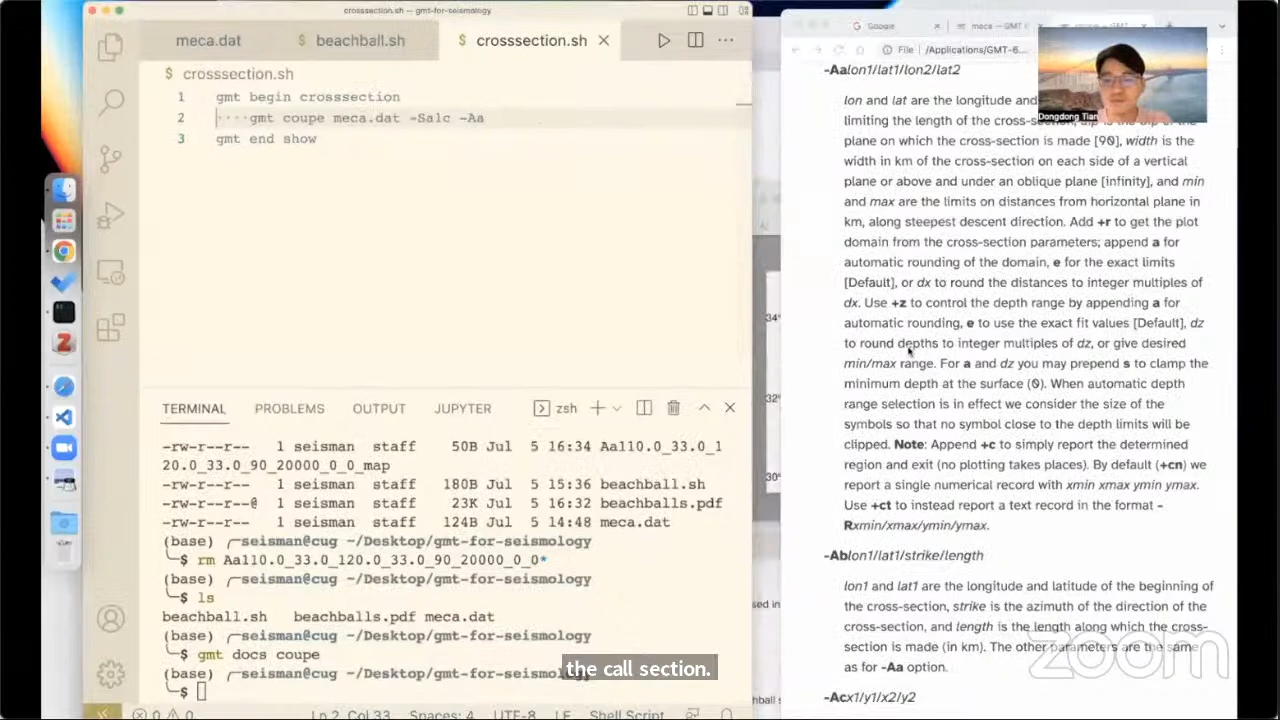 crosssection.sh — gmt-for-seismology
meca.dat
$ beachball.sh
$ crosssection.sh ×
$ crosssection.sh
1 gmt begin crosssection
2 ····gmt coupe meca.dat -Sa1c -Aa
3 gmt end show
TERMINAL PROBLEMS OUTPUT JUPYTER
zsh
-rw-r--r-- 1 seisman staff 50B Jul 5 16:34 Aa110.0_33.0_1
20.0_33.0_90_20000_0_0_map
-rw-r--r-- 1 seisman staff 180B Jul 5 15:36 beachball.sh
-rw-r--r--@ 1 seisman staff 23K Jul 5 16:32 beachballs.pdf
-rw-r--r-- 1 seisman staff 124B Jul 5 14:48 meca.dat
(base) ╭─seisman@cug ~/Desktop/gmt-for-seismology
╰─$ rm Aa110.0_33.0_120.0_33.0_90_20000_0_0*
(base) ╭─seisman@cug ~/Desktop/gmt-for-seismology
╰─$ ls
beachball.sh beachballs.pdf meca.dat
(base) ╭─seisman@cug ~/Desktop/gmt-for-seismology
╰─$ gmt docs coupe
(base) ╭─seisman@cug ~/Desktop/gmt-for-seismology
╰─$
Ln 2, Col 33 Spaces: 4 UTF-8 LF Shell Script
34°
32°
30°
Google
meca — GMT
File /Applications/GMT-6...
Dongdong Tian
-Aalon1/lat1/lon2/lat2
lon and lat are the longitude and
limiting the length of the cross-section, dip is the dip of the
plane on which the cross-section is made [90], width is the
width in km of the cross-section on each side of a vertical
plane or above and under an oblique plane [infinity], and min
and max are the limits on distances from horizontal plane in
km, along steepest descent direction. Add +r to get the plot
domain from the cross-section parameters; append a for
automatic rounding of the domain, e for the exact limits
[Default], or dx to round the distances to integer multiples of
dx. Use +z to control the depth range by appending a for
automatic rounding, e to use the exact fit values [Default], dz
to round depths to integer multiples of dz, or give desired
min/max range. For a and dz you may prepend s to clamp the
minimum depth at the surface (0). When automatic depth
range selection is in effect we consider the size of the
symbols so that no symbol close to the depth limits will be
clipped. Note: Append +c to simply report the determined
region and exit (no plotting takes places). By default (+cn) we
report a single numerical record with xmin xmax ymin ymax.
Use +ct to instead report a text record in the format -
Rxmin/xmax/ymin/ymax.
-Ablon1/lat1/strike/length
lon1 and lat1 are the longitude and latitude of the beginning of
the cross-section, strike is the azimuth of the direction of the
cross-section, and length is the length along which the cross-
section is made (in km). The other parameters are the same
as for -Aa option.
-Acx1/y1/x2/y2
the call section.
zoom